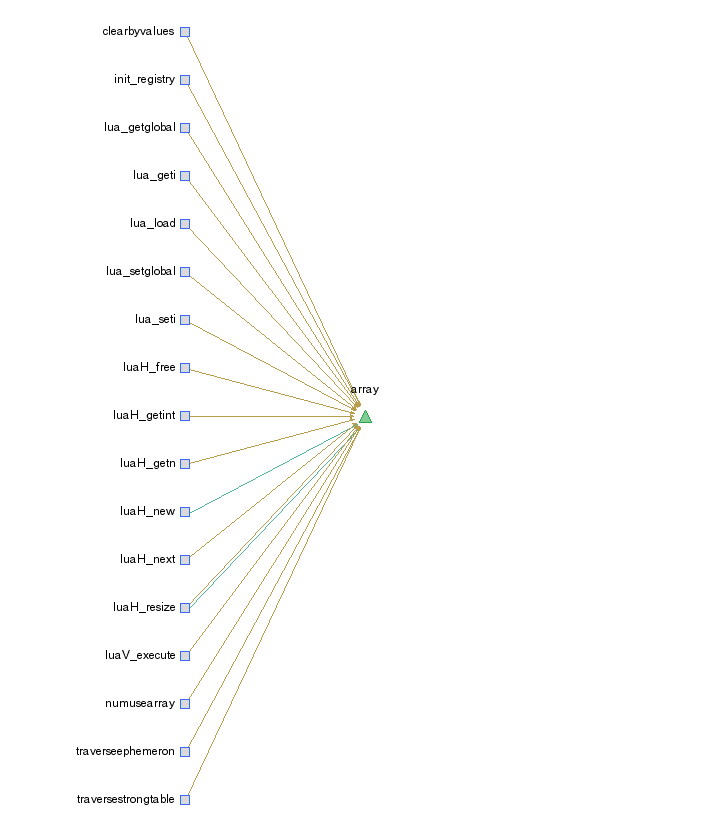 clearbyvalues
init_registry
lua_getglobal
lua_geti
lua_load
lua_setglobal
lua_seti
luaH_free
array
luaH_getint
luaH_getn
luaH_new
luaH_next
luaH_resize
luaV_execute
numusearray
traverseephemeron
traversestrongtable